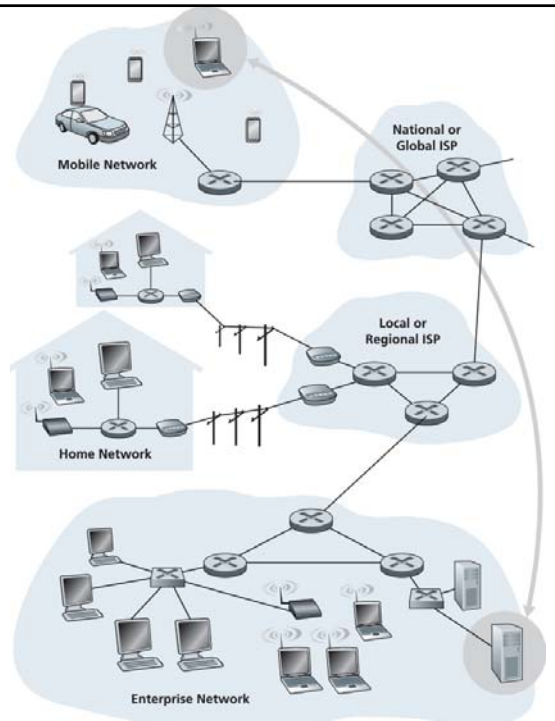 Mobile Network
National or
Global ISP
Local or
Regional ISP
Home Network
Enterprise Network